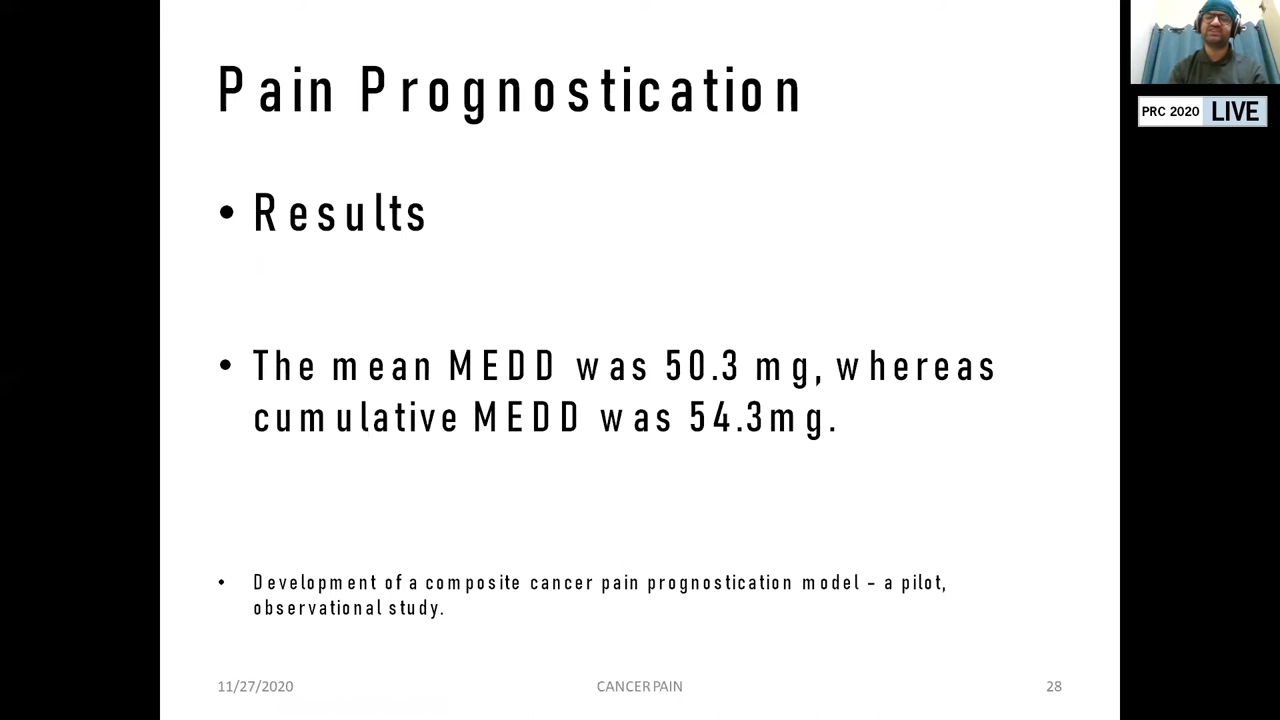 Pain Prognostication
PRC 2020 LIVE
• Results
• The mean MEDD was 50.3 mg, whereas
cumulative MEDD was 54.3mg.
• Development of a composite cancer pain prognostication model – a pilot,
observational study.
11/27/2020 CANCER PAIN 28